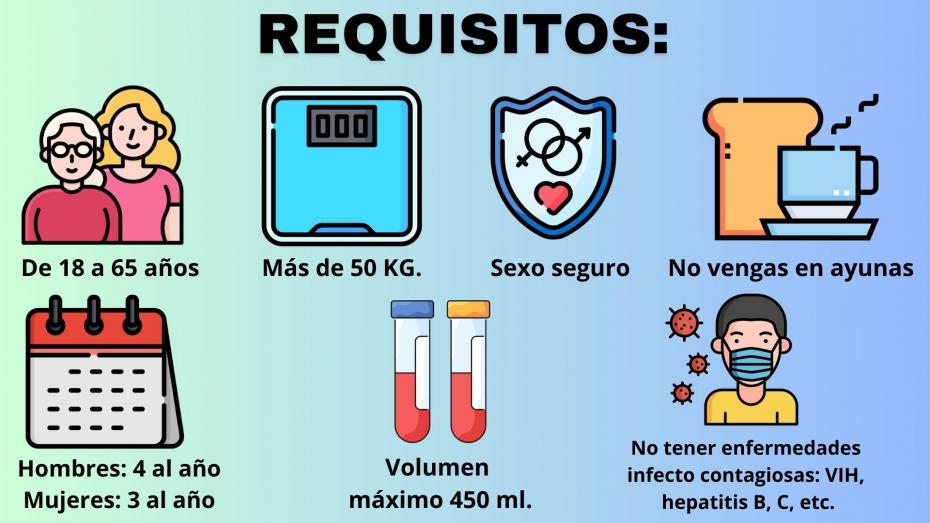 REQUISITOS:
De 18 a 65 años
Más de 50 KG.
Sexo seguro
No vengas en ayunas
Hombres: 4 al año
Mujeres: 3 al año
Volumen
máximo 450 ml.
No tener enfermedades
infecto contagiosas: VIH,
hepatitis B, C, etc.